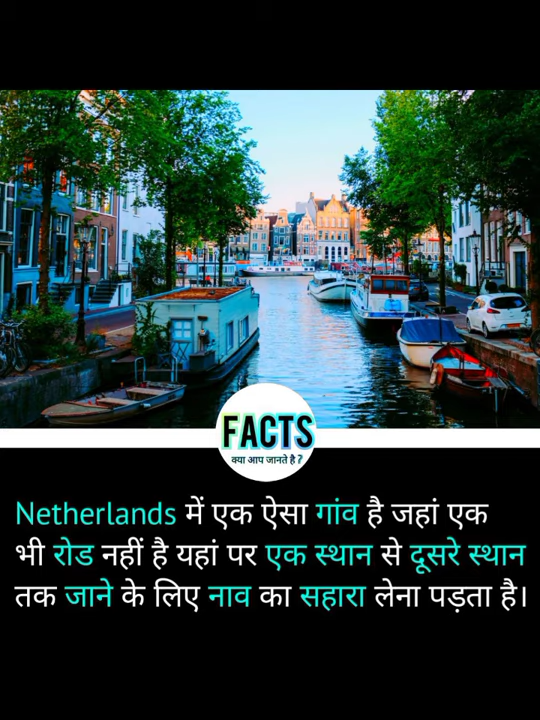 FACTS
क्या आप जानते है ?
Netherlands में एक ऐसा गांव है जहां एक
भी रोड नहीं है यहां पर एक स्थान से दूसरे स्थान
तक जाने के लिए नाव का सहारा लेना पड़ता है।